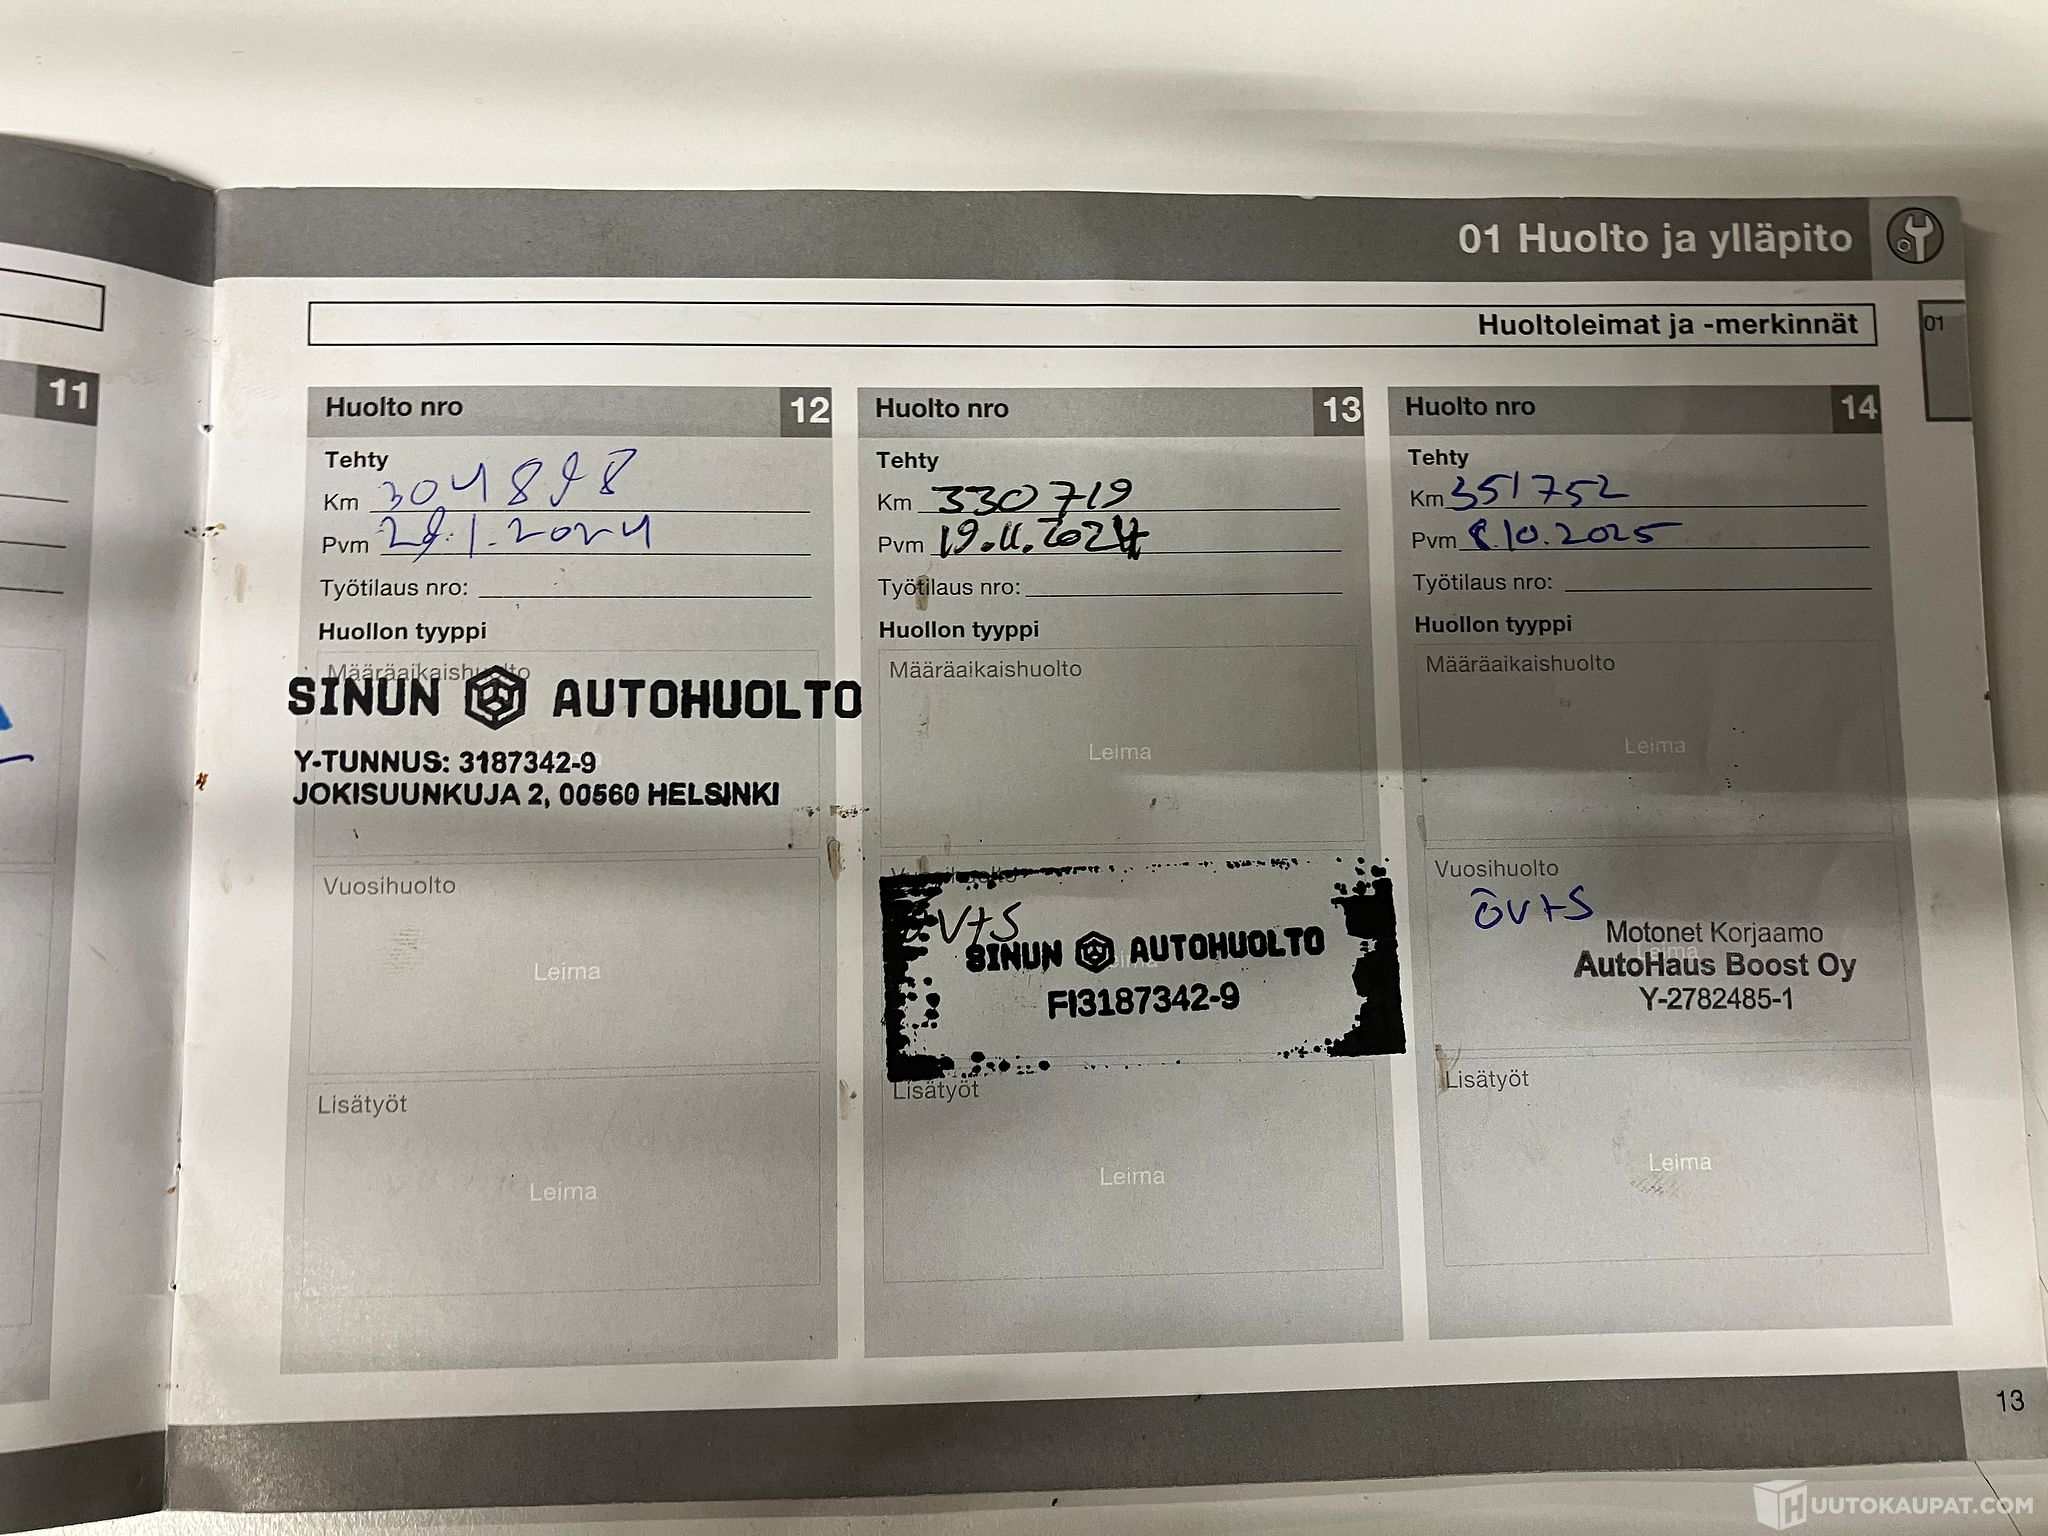 01 Huolto ja ylläpito
Huoltoleimat ja -merkinnät
01
11
Huolto nro 12
Tehty
Km 304898
Pvm 29.1.2024
Työtilaus nro:
Huollon tyyppi
Määräaikaishuolto
SINUN AUTOHUOLTO
Y-TUNNUS: 3187342-9
JOKISUUNKUJA 2, 00560 HELSINKI
Vuosihuolto
Leima
Lisätyöt
Leima
Huolto nro 13
Tehty
Km 330719
Pvm 19.11.2024
Työtilaus nro:
Huollon tyyppi
Määräaikaishuolto
Leima
Vuosihuolto
SINUN AUTOHUOLTO
FI3187342-9
Lisätyöt
Leima
Huolto nro 14
Tehty
Km 351752
Pvm 8.10.2025
Työtilaus nro:
Huollon tyyppi
Määräaikaishuolto
Leima
Vuosihuolto
öv+s
Motonet Korjaamo
Leima
AutoHaus Boost Oy
Y-2782485-1
Lisätyöt
Leima
13
HUUTOKAUPAT.COM